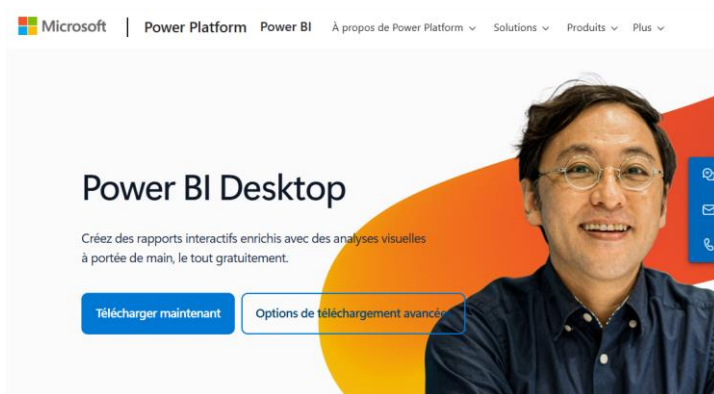 Microsoft | Power Platform Power BI À propos de Power Platform Solutions Produits Plus
Power BI Desktop
Créez des rapports interactifs enrichis avec des analyses visuelles
à portée de main, le tout gratuitement.
Télécharger maintenant Options de téléchargement avancée